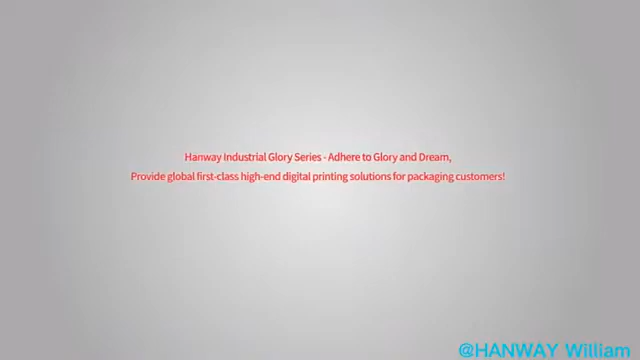 Hanway Industrial Glory Series - Adhere to Glory and Dream,
Provide global first-class high-end digital printing solutions for packaging customers!
@HANWAY William